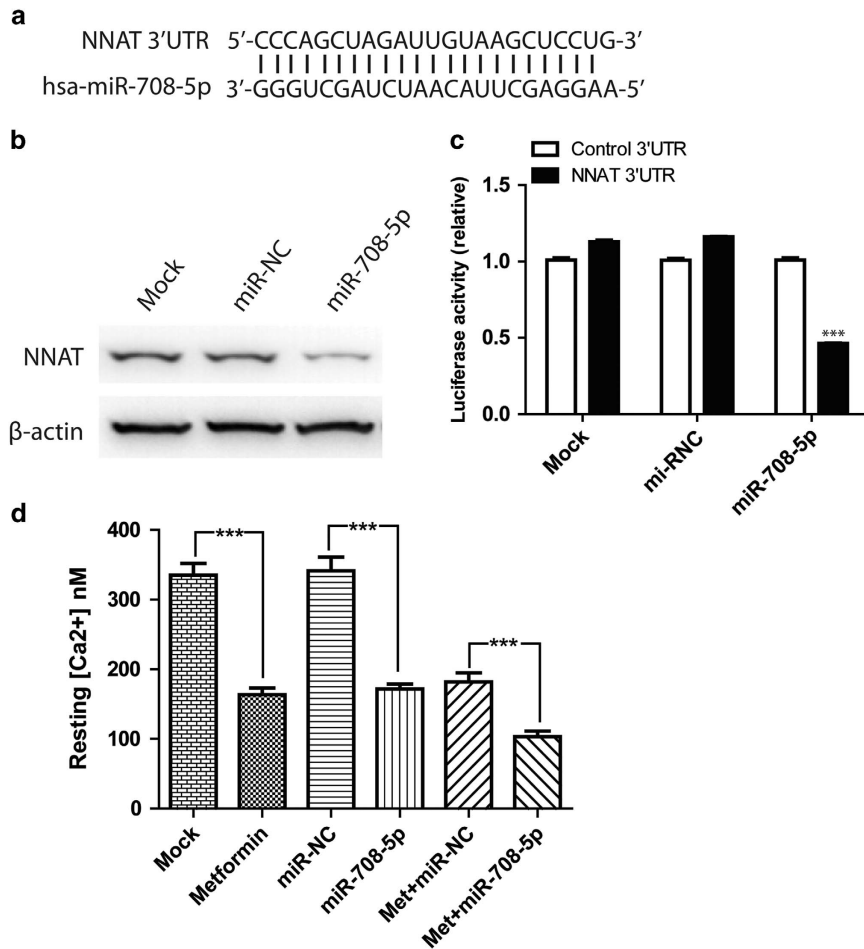 a
NNAT 3'UTR 5'-CCCAGCUAGAUUGUAAGCUCCUG-3'
hsa-miR-708-5p 3'-GGGUCGAUCUAACAUUCGAGGAA-5'
b
Mock
miR-NC
miR-708-5p
NNAT
β-actin
c
Control 3'UTR
NNAT 3'UTR
Luciferase acitvity (relative)
1.5
1.0
0.5
0.0
***
Mock
mi-RNC
miR-708-5p
d
Resting [Ca2+] nM
400
300
200
100
0
***
***
***
Mock
Metformin
miR-NC
miR-708-5p
Met+miR-NC
Met+miR-708-5p